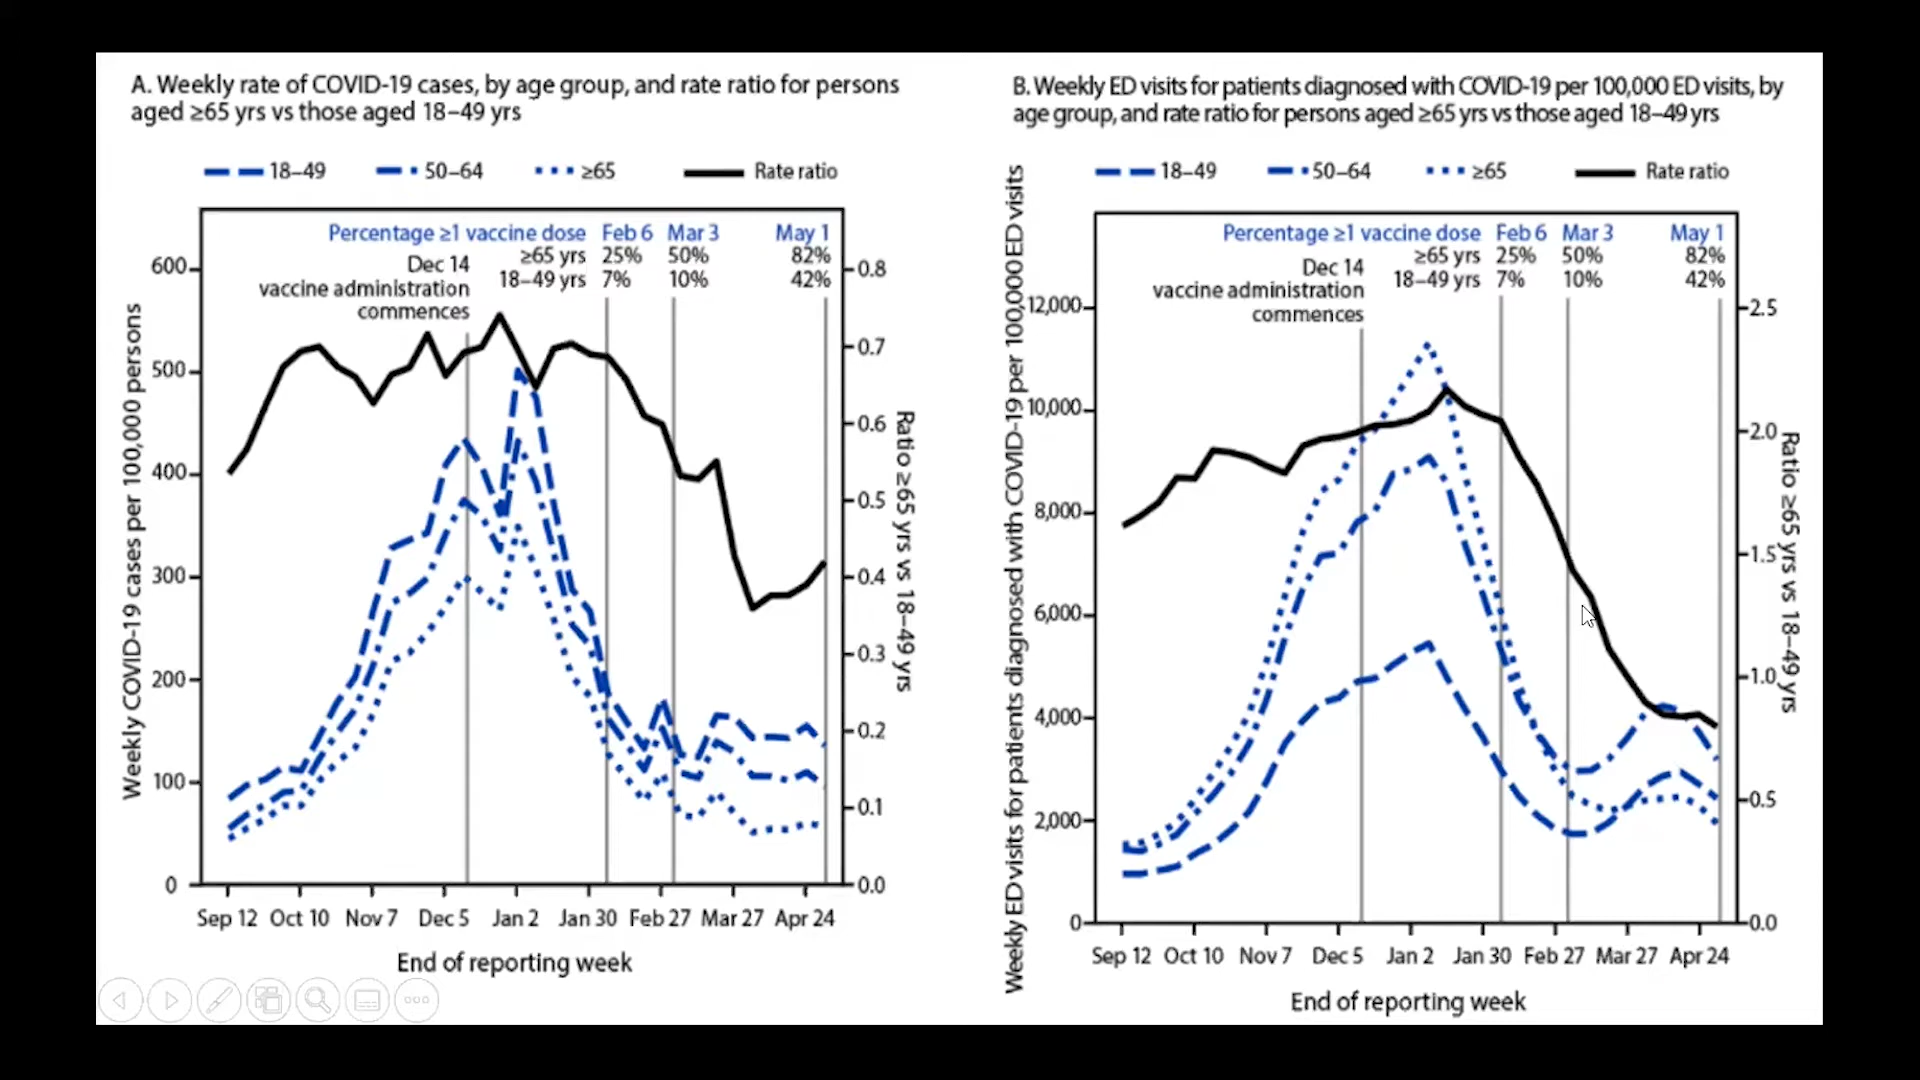 A. Weekly rate of COVID-19 cases, by age group, and rate ratio for persons
aged ≥65 yrs vs those aged 18–49 yrs
18–49
50–64
≥65
Rate ratio
Percentage ≥1 vaccine dose Feb 6 Mar 3 May 1
≥65 yrs 25% 50% 82%
18–49 yrs 7% 10% 42%
Dec 14
vaccine administration
commences
Weekly COVID-19 cases per 100,000 persons
600
500
400
300
200
100
0
0.8
0.7
0.6
0.5
0.4
0.3
0.2
0.1
0.0
Ratio ≥65 yrs vs 18–49 yrs
Sep 12 Oct 10 Nov 7 Dec 5 Jan 2 Jan 30 Feb 27 Mar 27 Apr 24
End of reporting week
B. Weekly ED visits for patients diagnosed with COVID-19 per 100,000 ED visits, by
age group, and rate ratio for persons aged ≥65 yrs vs those aged 18–49 yrs
18–49
50–64
≥65
Rate ratio
Percentage ≥1 vaccine dose Feb 6 Mar 3 May 1
≥65 yrs 25% 50% 82%
18–49 yrs 7% 10% 42%
Dec 14
vaccine administration
commences
Weekly ED visits for patients diagnosed with COVID-19 per 100,000 ED visits
12,000
10,000
8,000
6,000
4,000
2,000
0
2.5
2.0
1.5
1.0
0.5
0.0
Ratio ≥65 yrs vs 18–49 yrs
Sep 12 Oct 10 Nov 7 Dec 5 Jan 2 Jan 30 Feb 27 Mar 27 Apr 24
End of reporting week